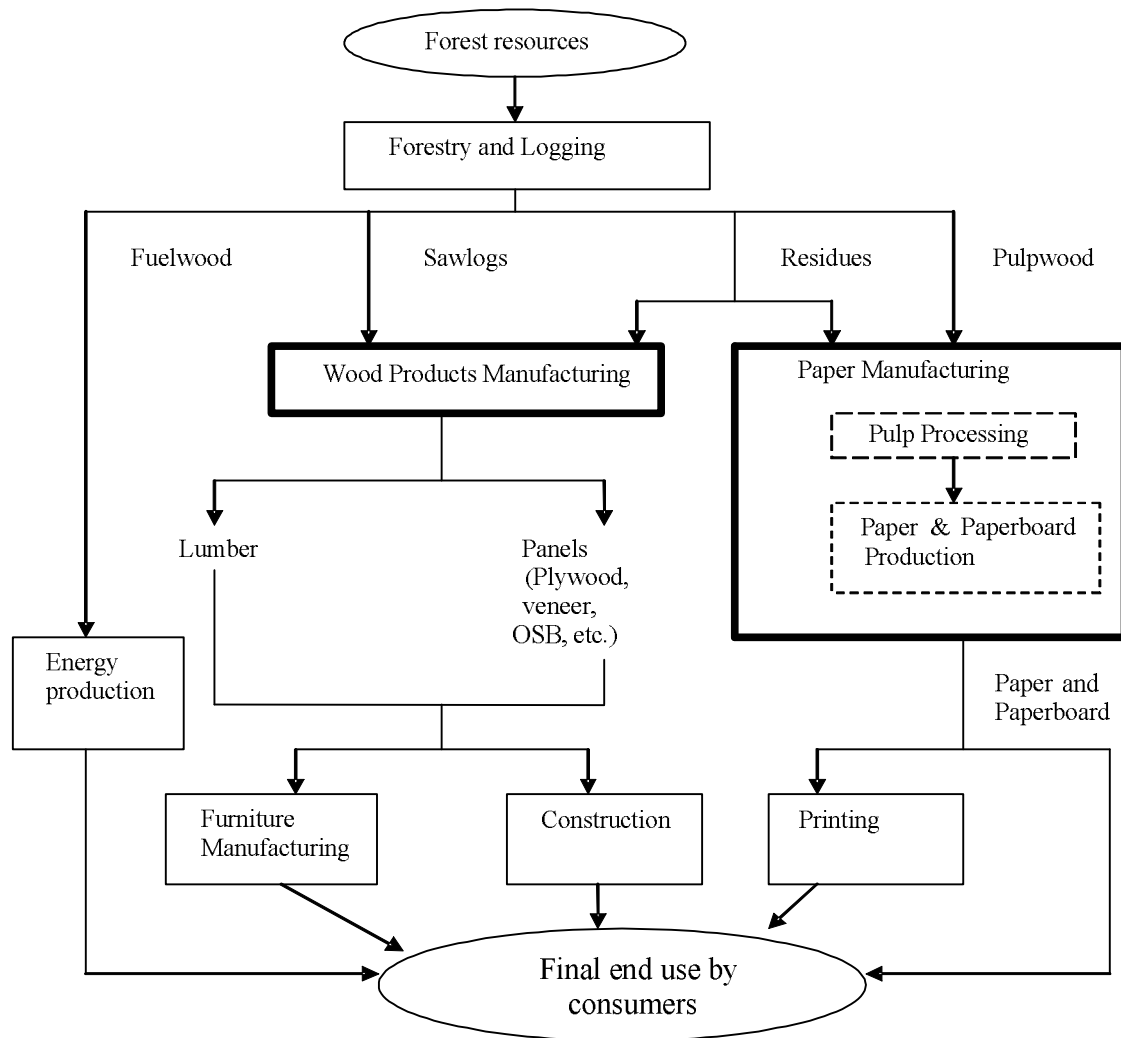 Forest resources
Forestry and Logging
Fuelwood
Sawlogs
Residues
Pulpwood
Wood Products Manufacturing
Paper Manufacturing
Pulp Processing
Paper & Paperboard
Production
Lumber
Panels
(Plywood,
veneer,
OSB, etc.)
Energy
production
Paper and
Paperboard
Furniture
Manufacturing
Construction
Printing
Final end use by
consumers